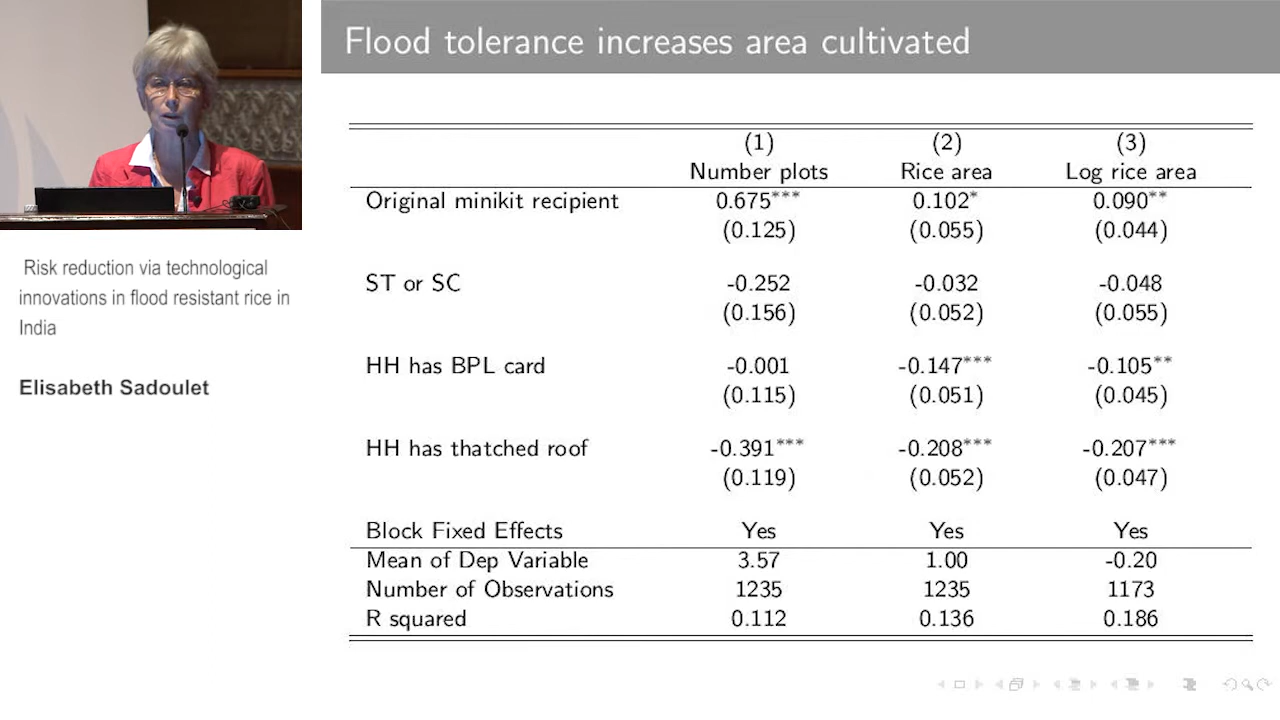 Flood tolerance increases area cultivated
(1) (2) (3)
Number plots Rice area Log rice area
Original minikit recipient 0.675*** 0.102* 0.090**
(0.125) (0.055) (0.044)
ST or SC -0.252 -0.032 -0.048
(0.156) (0.052) (0.055)
HH has BPL card -0.001 -0.147*** -0.105**
(0.115) (0.051) (0.045)
HH has thatched roof -0.391*** -0.208*** -0.207***
(0.119) (0.052) (0.047)
Block Fixed Effects Yes Yes Yes
Mean of Dep Variable 3.57 1.00 -0.20
Number of Observations 1235 1235 1173
R squared 0.112 0.136 0.186
Risk reduction via technological
innovations in flood resistant rice in
India
Elisabeth Sadoulet